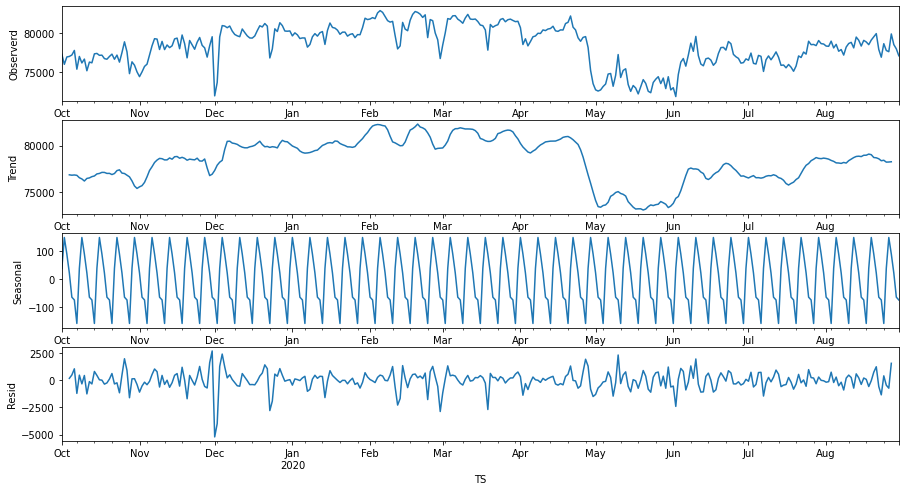 Observerd
80000
75000
Oct Nov Dec Jan Feb Mar Apr May Jun Jul Aug
Trend
80000
75000
Oct Nov Dec Jan Feb Mar Apr May Jun Jul Aug
Seasonal
100
0
−100
Oct Nov Dec Jan Feb Mar Apr May Jun Jul Aug
Resid
2500
0
−2500
−5000
Oct Nov Dec Jan Feb Mar Apr May Jun Jul Aug
2020
TS